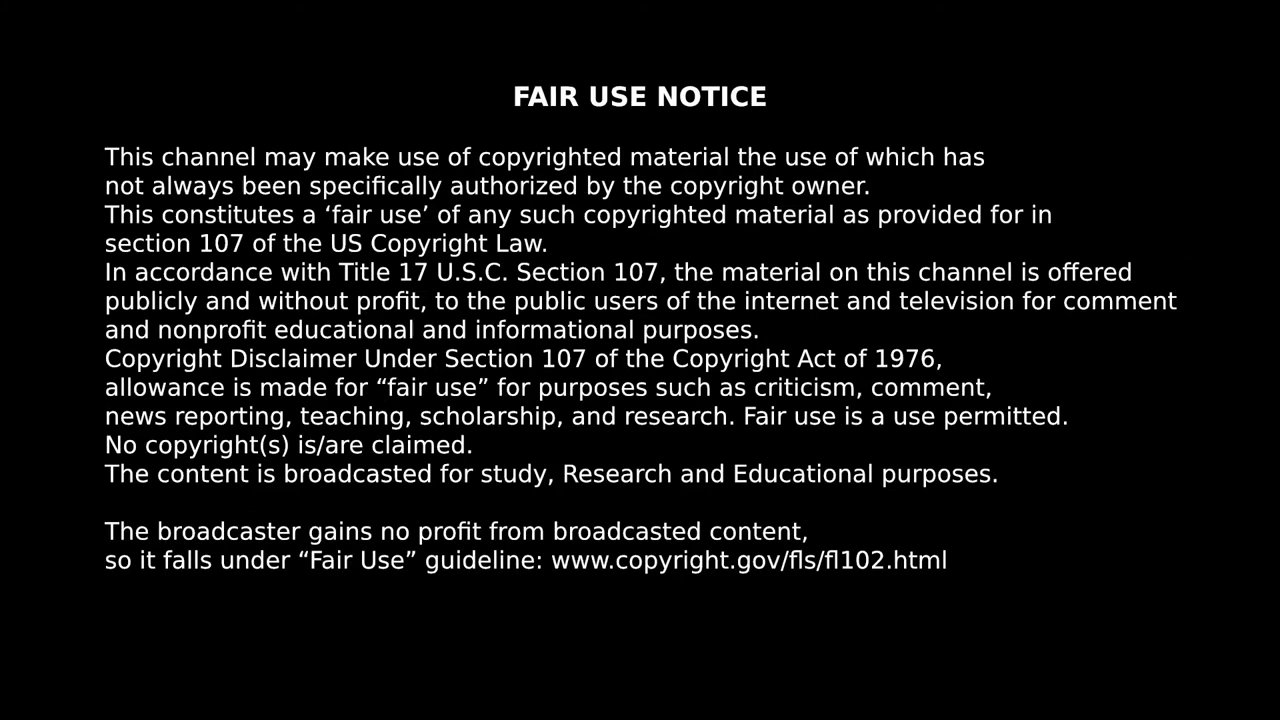 FAIR USE NOTICE
This channel may make use of copyrighted material the use of which has
not always been specifically authorized by the copyright owner.
This constitutes a ‘fair use’ of any such copyrighted material as provided for in
section 107 of the US Copyright Law.
In accordance with Title 17 U.S.C. Section 107, the material on this channel is offered
publicly and without profit, to the public users of the internet and television for comment
and nonprofit educational and informational purposes.
Copyright Disclaimer Under Section 107 of the Copyright Act of 1976,
allowance is made for “fair use” for purposes such as criticism, comment,
news reporting, teaching, scholarship, and research. Fair use is a use permitted.
No copyright(s) is/are claimed.
The content is broadcasted for study, Research and Educational purposes.
The broadcaster gains no profit from broadcasted content,
so it falls under “Fair Use” guideline: www.copyright.gov/fls/fl102.html